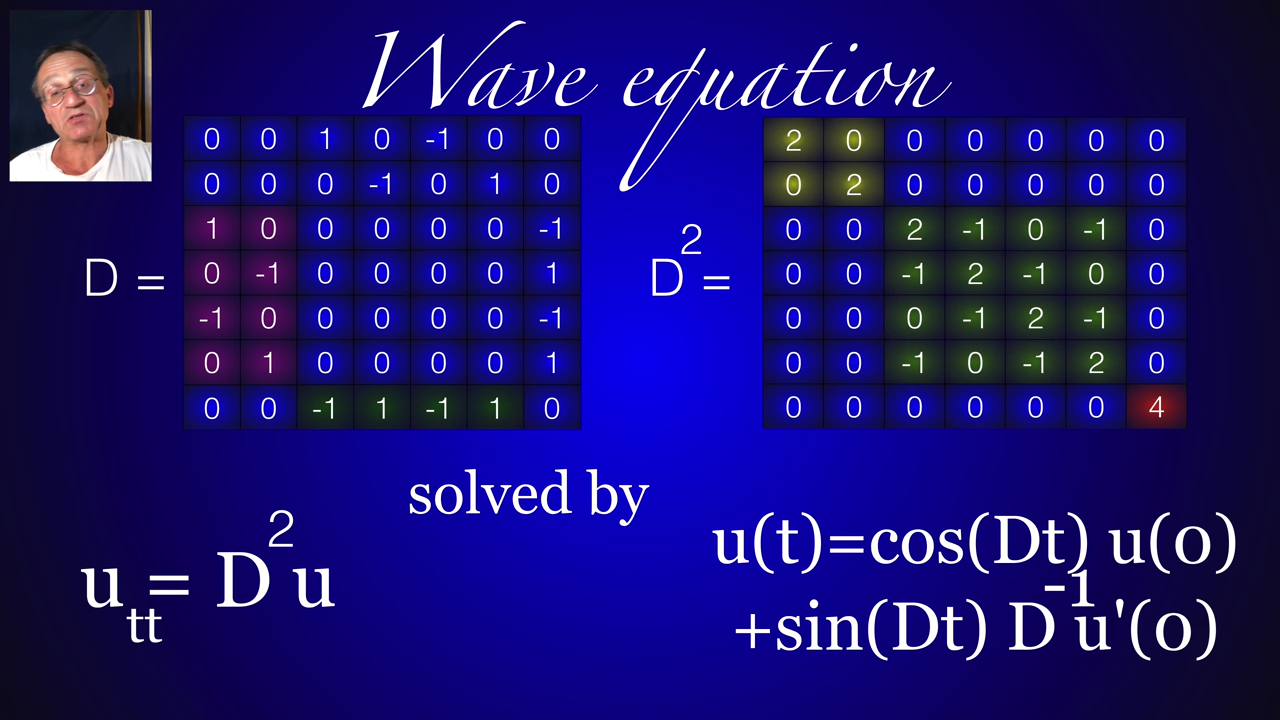 Wave equation
0 0 1 0 -1 0 0
0 0 0 -1 0 1 0
1 0 0 0 0 0 -1
0 -1 0 0 0 0 1
-1 0 0 0 0 0 -1
0 1 0 0 0 0 1
0 0 -1 1 -1 1 0
D =
2 0 0 0 0 0 0
0 2 0 0 0 0 0
0 0 2 -1 0 -1 0
0 0 -1 2 -1 0 0
0 0 0 -1 2 -1 0
0 0 -1 0 -1 2 0
0 0 0 0 0 0 4
D²=
solved by
u_tt= D²u
u(t)=cos(Dt) u(0)
+sin(Dt) D⁻¹u'(0)